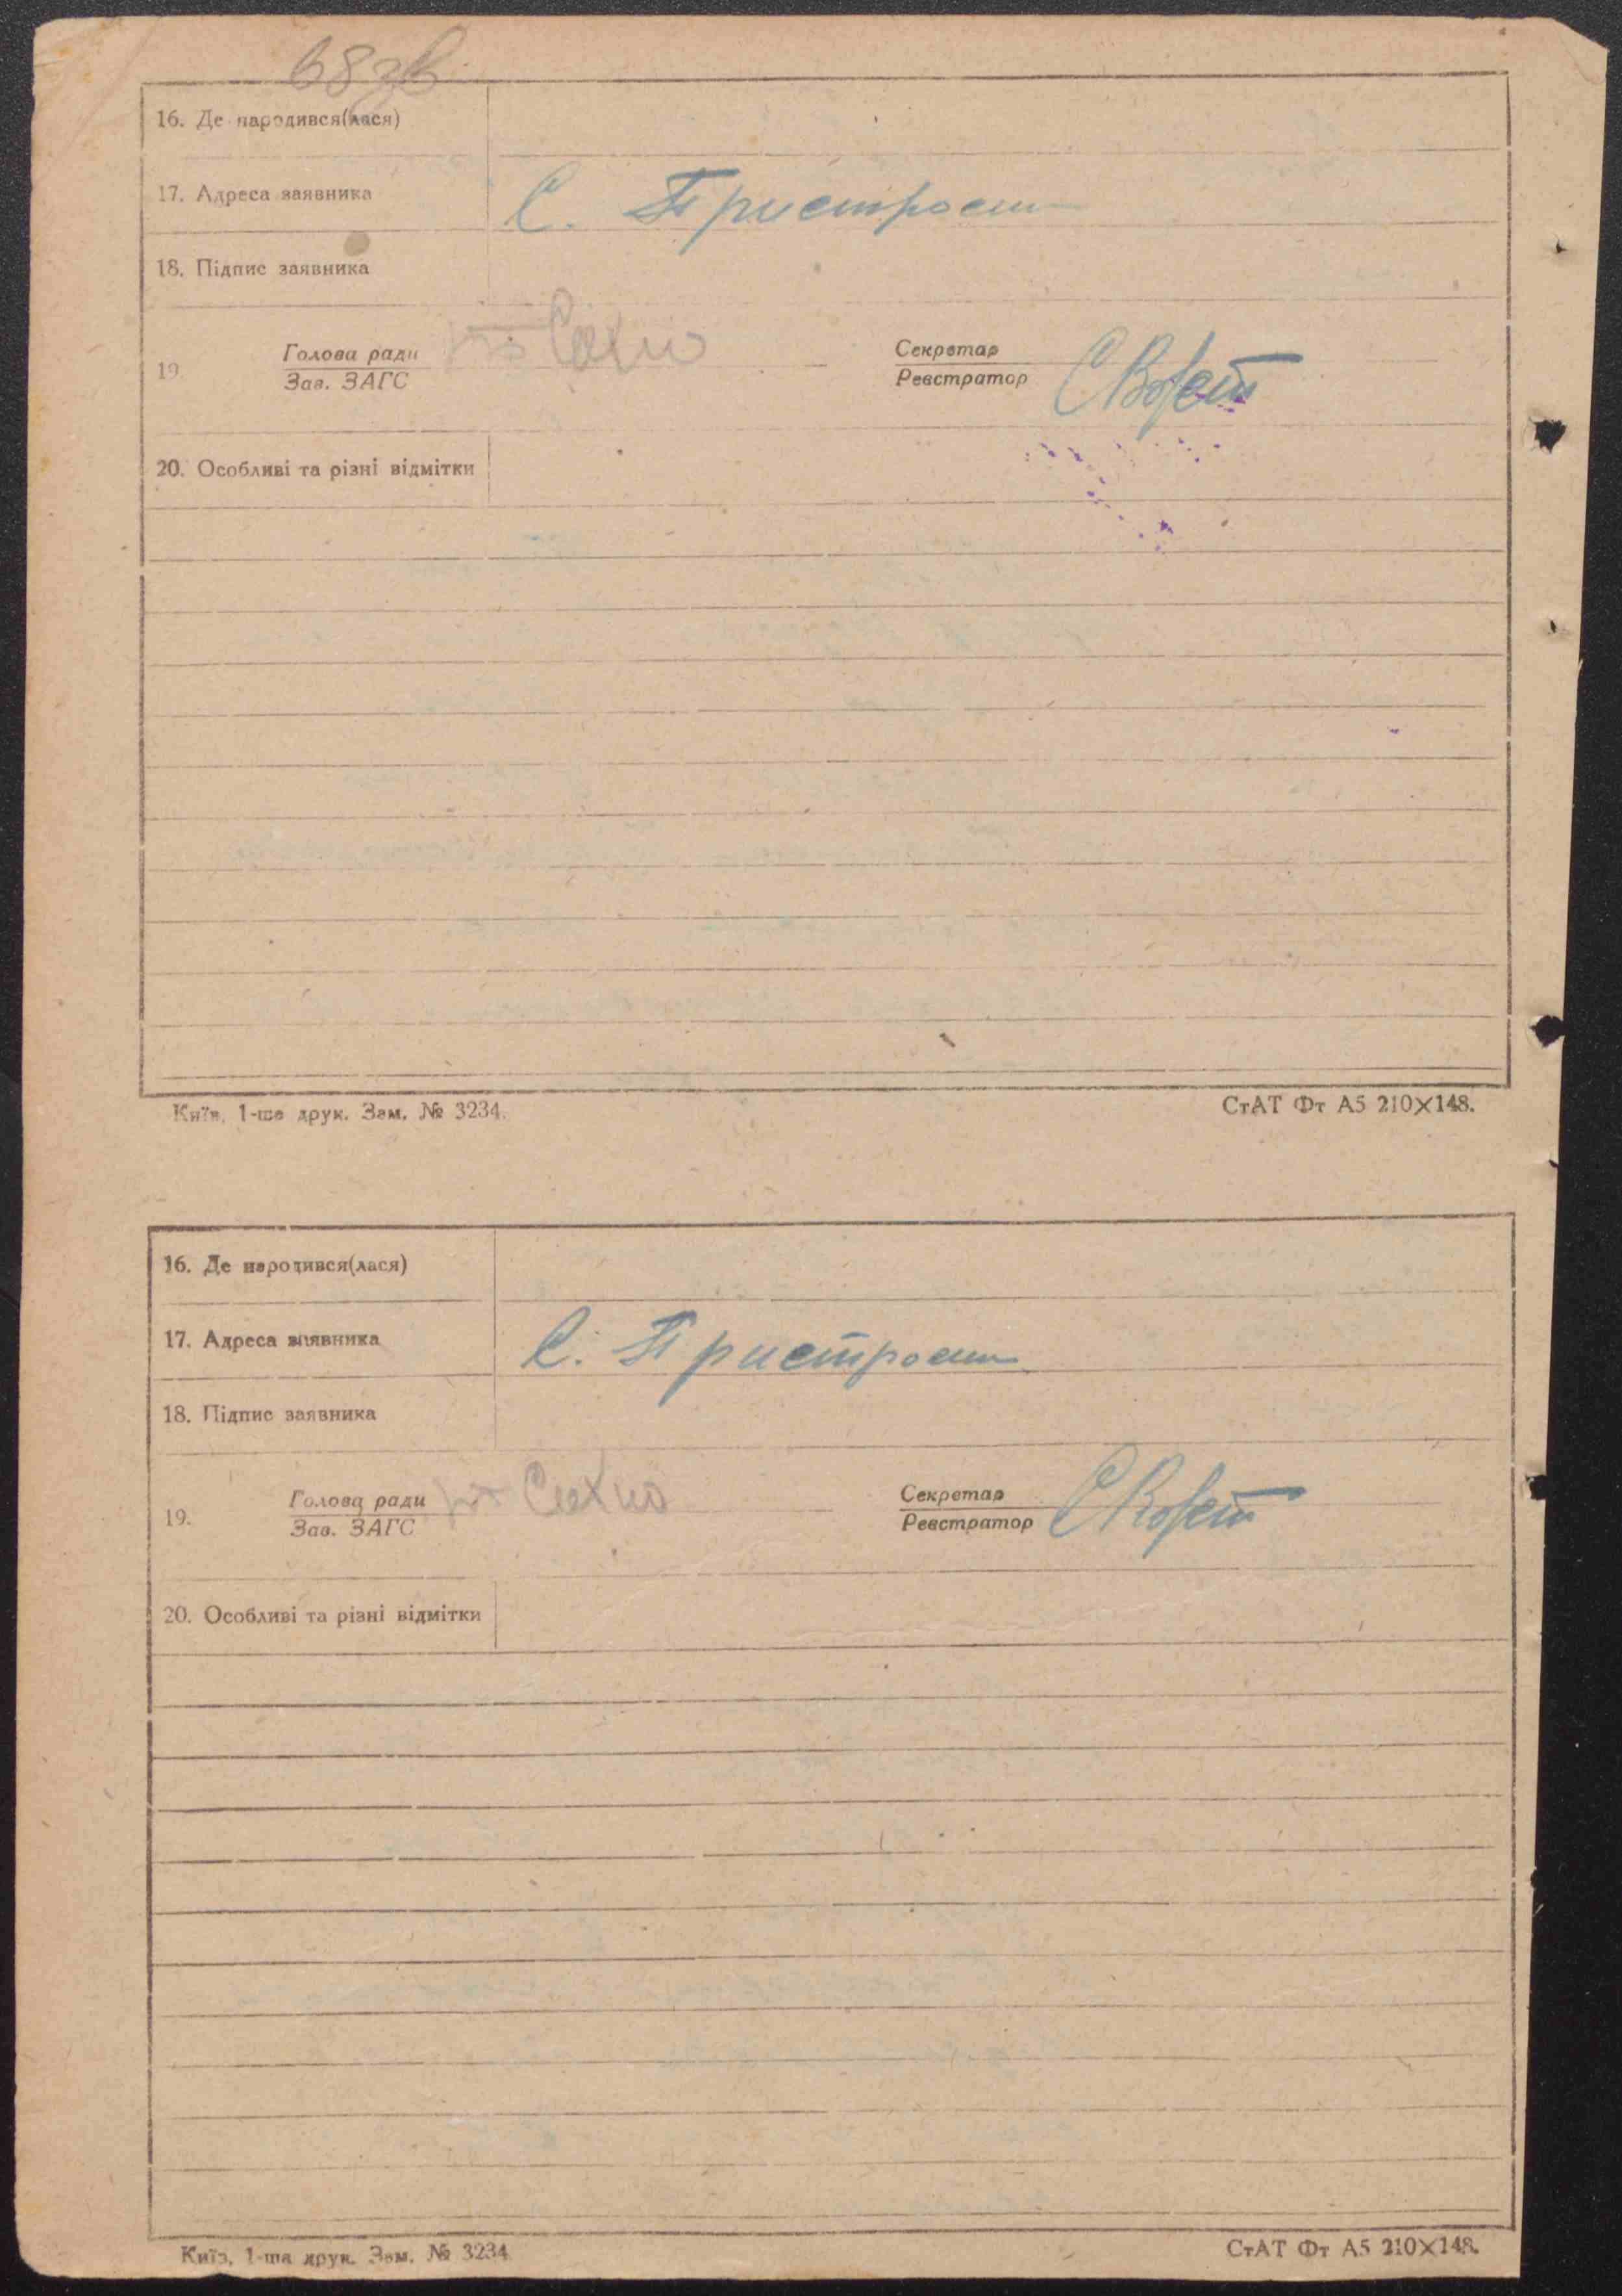 68зв
16. Де народився(лася)
17. Адреса заявника С. Пристроми
18. Підпис заявника
19. Голова ради
Зав. ЗАГС
Секретар
Реєстратор
20. Особливі та різні відмітки
Київ, 1-ша друк. Зам. № 3234.
СтАТ Фт А5 210×148.
16. Де народився(лася)
17. Адреса заявника С. Пристроми
18. Підпис заявника
19. Голова ради Сахно
Зав. ЗАГС
Секретар
Реєстратор
20. Особливі та різні відмітки
Київ, 1-ша друк. Зам. № 3234
СтАТ Фт А5 210×148.